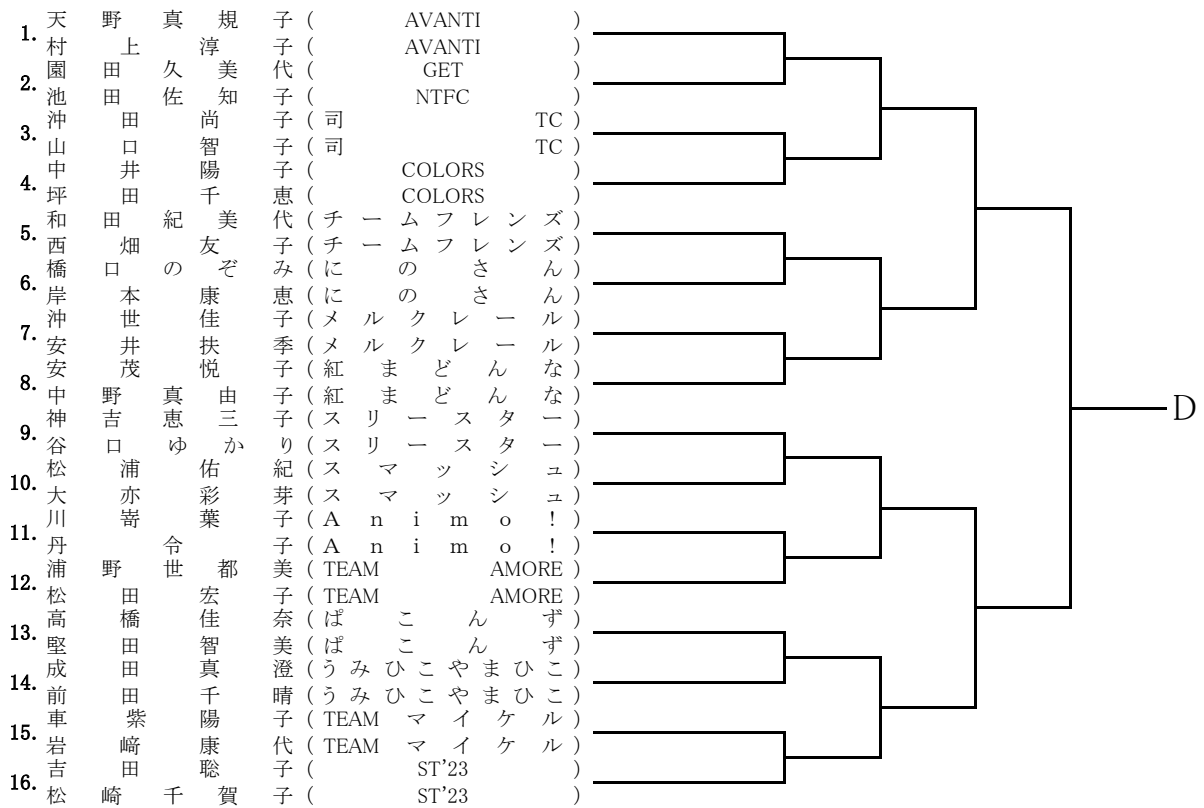 1.
天野真規子(AVANTI)
村上淳子(AVANTI)
2.
園田久美代(GET)
池田佐知子(NTFC)
3.
沖田尚子(司TC)
山口智子(司TC)
4.
中井陽子(COLORS)
坪田千恵(COLORS)
5.
和田紀美代(チームフレンズ)
西畑友子(チームフレンズ)
6.
橋口のぞみ(にのさん)
岸本康恵(にのさん)
7.
沖世佳子(メルクレール)
安井扶季(メルクレール)
8.
安茂悦子(紅まどんな)
中野真由子(紅まどんな)
9.
神吉恵三子(スリースター)
谷口ゆかり(スリースター)
10.
松浦佑紀(スマッシュ)
大亦彩芽(スマッシュ)
11.
川嵜葉子(Animo!)
丹令子(Animo!)
12.
浦野世都美(TEAM AMORE)
松田宏子(TEAM AMORE)
13.
高橋佳奈(ぱこんず)
堅田智美(ぱこんず)
14.
成田真澄(うみひこやまひこ)
前田千晴(うみひこやまひこ)
15.
車紫陽子(TEAM マイケル)
岩﨑康代(TEAM マイケル)
16.
吉田聡子(ST'23)
松崎千賀子(ST'23)
D